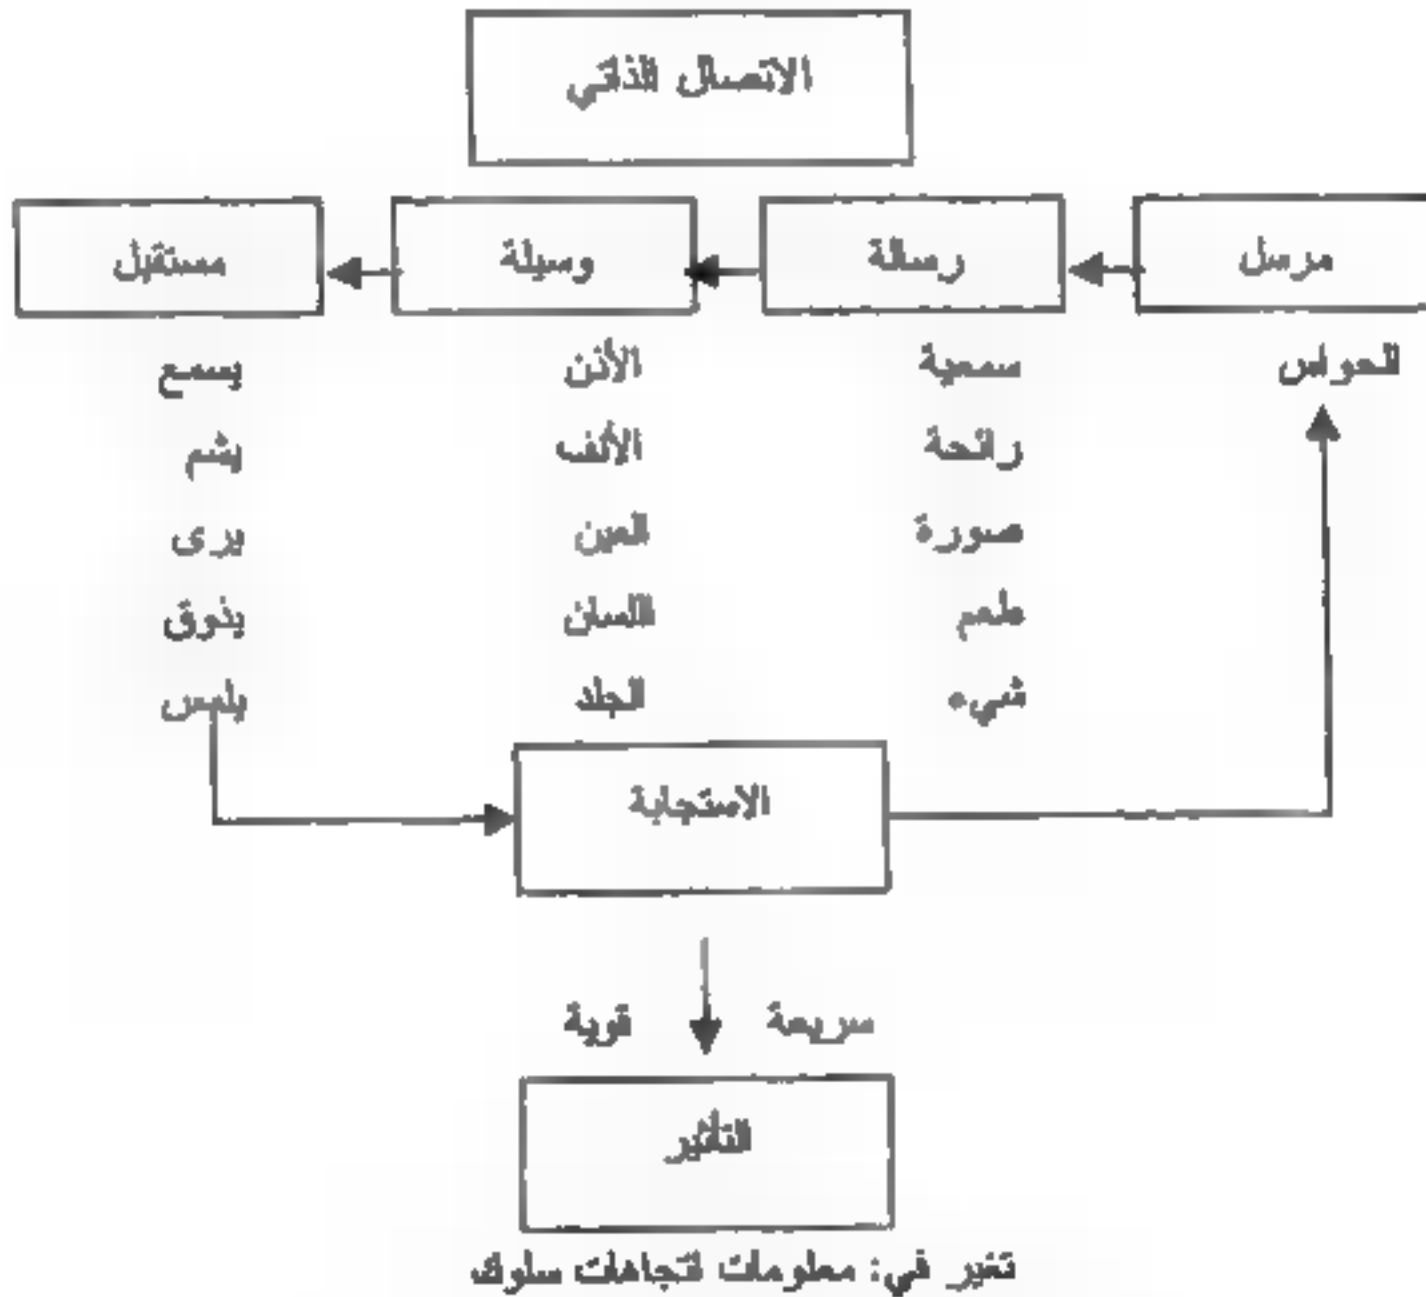 الاتصال الذاتي
مرسل رسالة وسيلة مستقبل
الحواس سمعية الأذن يسمع
رائحة الأنف يشم
صورة العين يرى
طعم اللسان يذوق
شيء الجلد يلمس
الاستجابة
سريعة قوية
التأثير
تغير في: معلومات اتجاهات سلوك